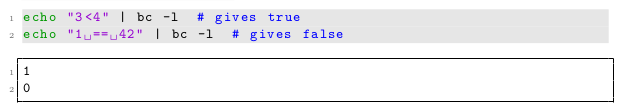 1 echo "3<4" | bc -l  # gives true
2 echo "1␣==␣42" | bc -l  # gives false
1 1
2 0